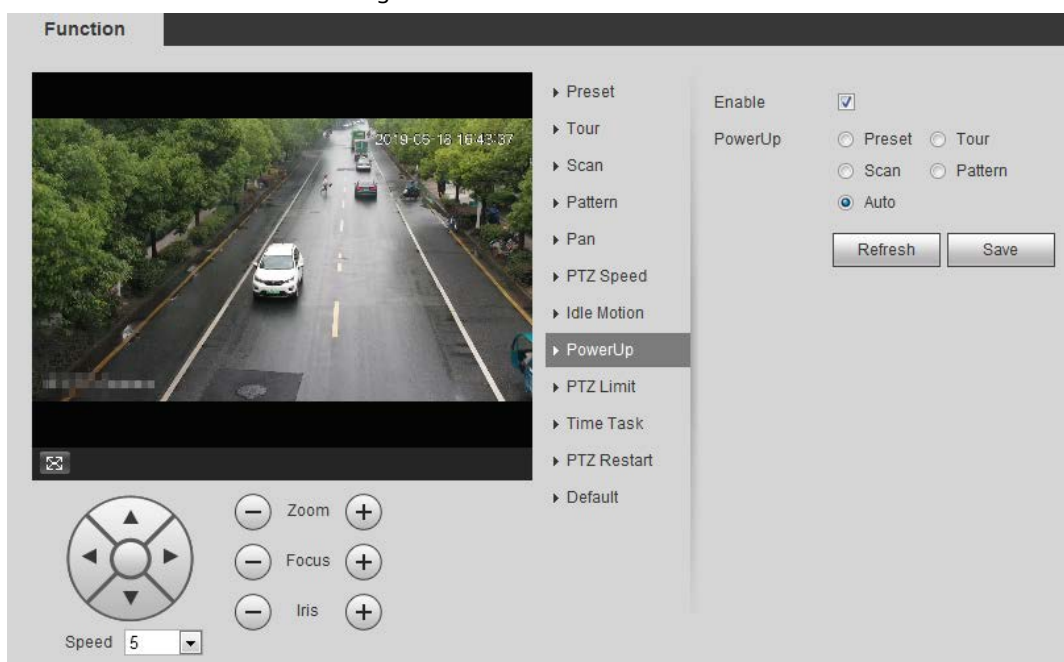 Function
2019-05-18 16:43:37
Preset
Tour
Scan
Pattern
Pan
PTZ Speed
Idle Motion
PowerUp
PTZ Limit
Time Task
PTZ Restart
Default
Enable
PowerUp Preset Tour
Scan Pattern
Auto
Refresh Save
Zoom
Focus
Iris
Speed 5